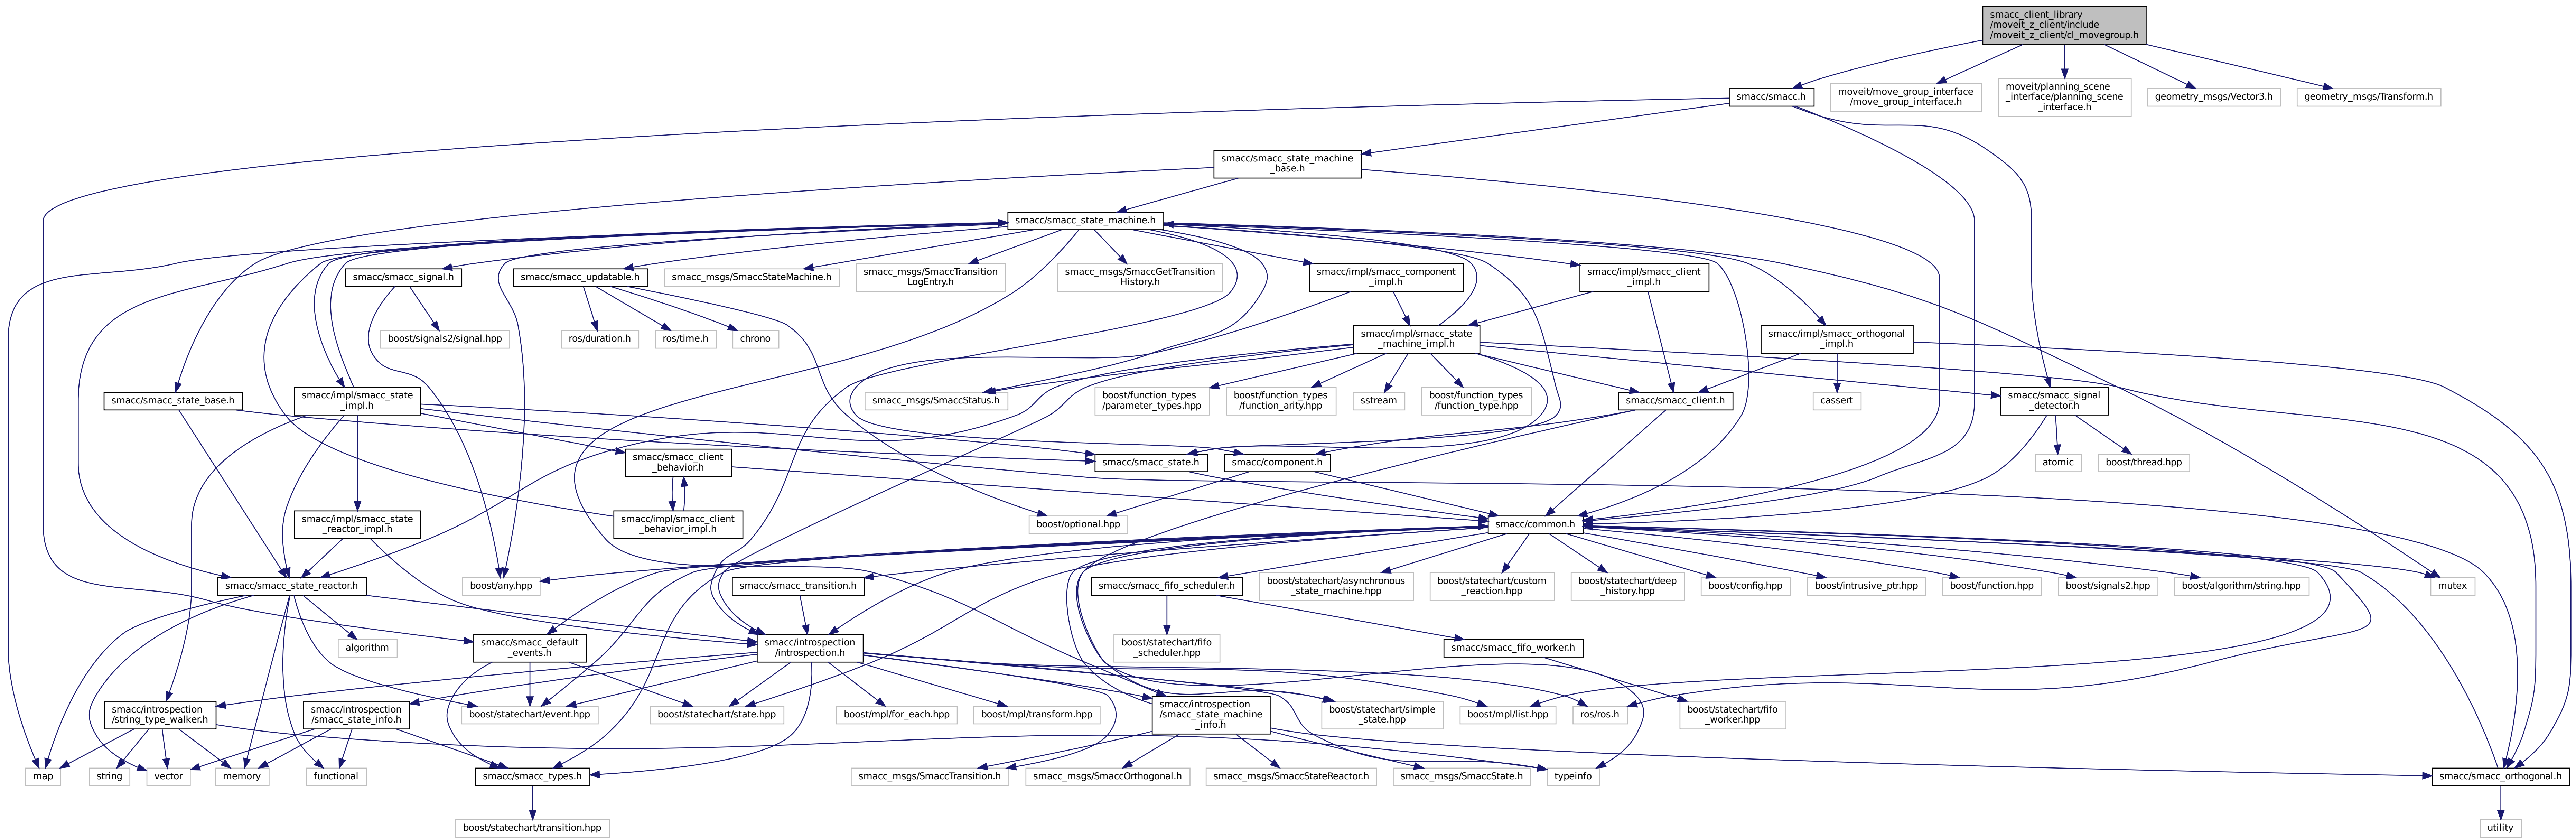 smacc_client_library
/moveit_z_client/include
/moveit_z_client/cl_movegroup.h
smacc/smacc.h
moveit/move_group_interface
/move_group_interface.h
moveit/planning_scene
_interface/planning_scene
_interface.h
geometry_msgs/Vector3.h
geometry_msgs/Transform.h
smacc/smacc_state_machine
_base.h
smacc/smacc_state_machine.h
smacc/smacc_signal.h
smacc/smacc_updatable.h
smacc_msgs/SmaccStateMachine.h
smacc_msgs/SmaccTransition
LogEntry.h
smacc_msgs/SmaccGetTransition
History.h
smacc/impl/smacc_component
_impl.h
smacc/impl/smacc_client
_impl.h
boost/signals2/signal.hpp
ros/duration.h
ros/time.h
chrono
smacc/impl/smacc_state
_machine_impl.h
smacc/impl/smacc_orthogonal
_impl.h
smacc/smacc_state_base.h
smacc/impl/smacc_state
_impl.h
smacc_msgs/SmaccStatus.h
boost/function_types
/parameter_types.hpp
boost/function_types
/function_arity.hpp
sstream
boost/function_types
/function_type.hpp
smacc/smacc_client.h
cassert
smacc/smacc_signal
_detector.h
smacc/smacc_client
_behavior.h
smacc/smacc_state.h
smacc/component.h
atomic
boost/thread.hpp
smacc/impl/smacc_state
_reactor_impl.h
smacc/impl/smacc_client
_behavior_impl.h
boost/optional.hpp
smacc/common.h
smacc/smacc_state_reactor.h
boost/any.hpp
smacc/smacc_transition.h
smacc/smacc_fifo_scheduler.h
boost/statechart/asynchronous
_state_machine.hpp
boost/statechart/custom
_reaction.hpp
boost/statechart/deep
_history.hpp
boost/config.hpp
boost/intrusive_ptr.hpp
boost/function.hpp
boost/signals2.hpp
boost/algorithm/string.hpp
mutex
algorithm
smacc/smacc_default
_events.h
smacc/introspection
/introspection.h
boost/statechart/fifo
_scheduler.hpp
smacc/smacc_fifo_worker.h
smacc/introspection
/string_type_walker.h
smacc/introspection
/smacc_state_info.h
boost/statechart/event.hpp
boost/statechart/state.hpp
boost/mpl/for_each.hpp
boost/mpl/transform.hpp
smacc/introspection
/smacc_state_machine
_info.h
boost/statechart/simple
_state.hpp
boost/mpl/list.hpp
ros/ros.h
boost/statechart/fifo
_worker.hpp
map
string
vector
memory
functional
smacc/smacc_types.h
smacc_msgs/SmaccTransition.h
smacc_msgs/SmaccOrthogonal.h
smacc_msgs/SmaccStateReactor.h
smacc_msgs/SmaccState.h
typeinfo
smacc/smacc_orthogonal.h
boost/statechart/transition.hpp
utility